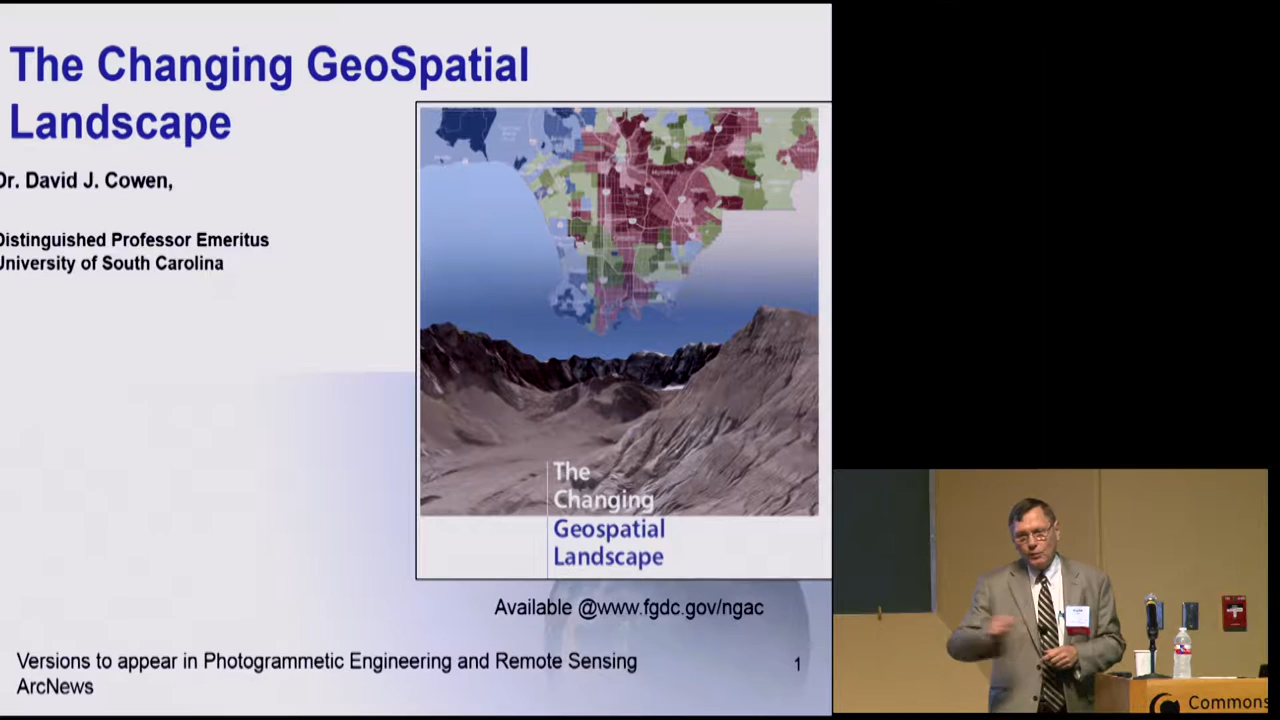 The Changing GeoSpatial
Landscape
Dr. David J. Cowen,
Distinguished Professor Emeritus
University of South Carolina
The
Changing
Geospatial
Landscape
Available @www.fgdc.gov/ngac
Versions to appear in Photogrammetic Engineering and Remote Sensing
ArcNews
1
Commons